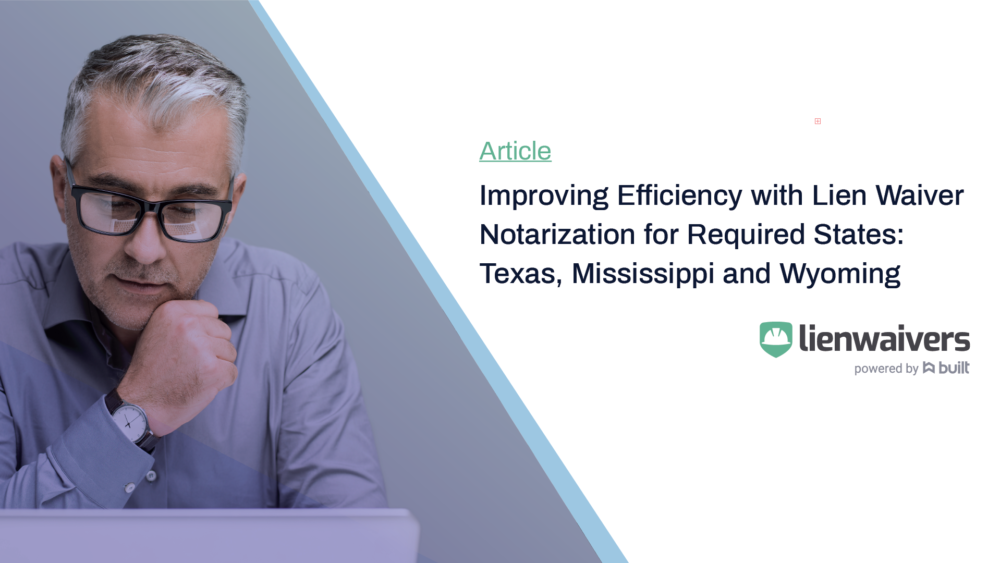 Article
Improving Efficiency with Lien Waiver
Notarization for Required States:
Texas, Mississippi and Wyoming
lienwaivers
powered by built